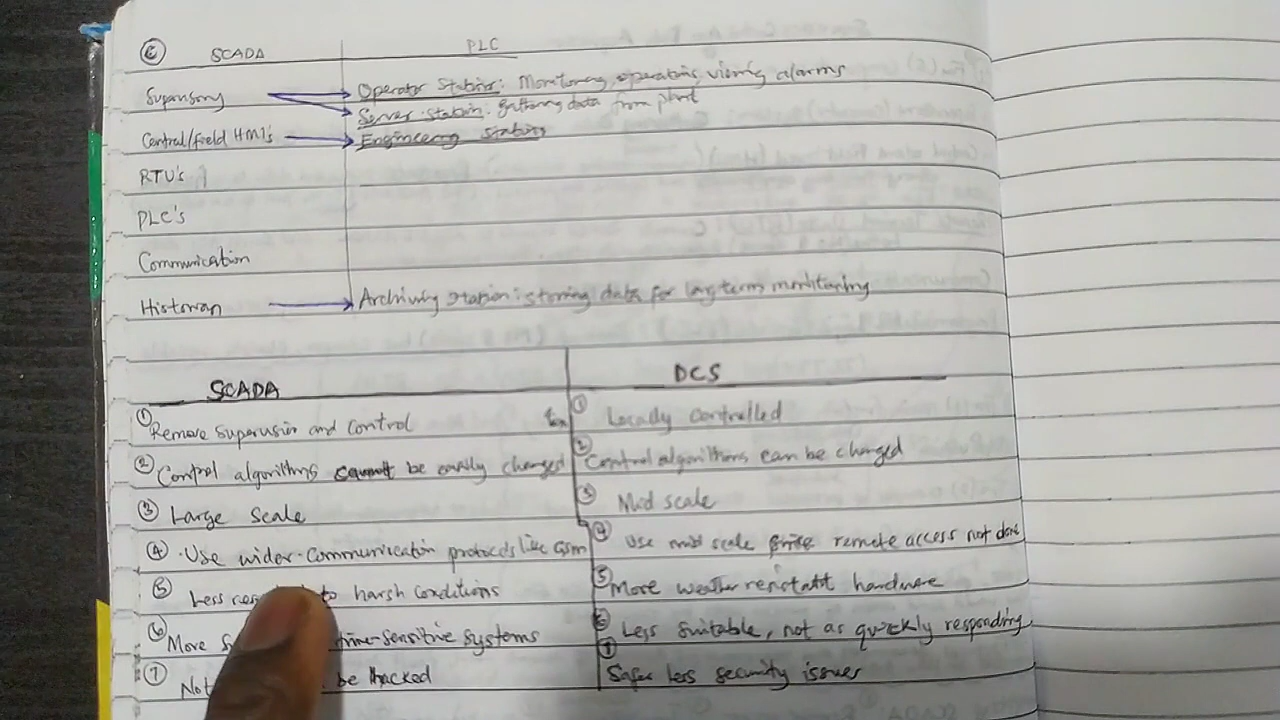 C SCADA PLC
Supervisory Operator Station: Monitoring operations, viewing alarms
Server station: gathering data from plant
Central/field HMI's Engineering station
RTU's
PLC's
Communication
Historian Archiving station: storing data for long term monitoring
SCADA DCS
① Remove supervision and control ① Locally controlled
② Control algorithms cannot be easily changed ② Control algorithms can be changed
③ Large Scale ③ Mid scale
④ Use wider communication protocols like GSM ④ Use mid scale remote access not done
⑤ Less to harsh conditions ⑤ More weather resistant hardware
⑥ More time-sensitive systems ⑥ Less suitable, not as quickly responding
⑦ Not be hacked ⑦ Safer less security issues